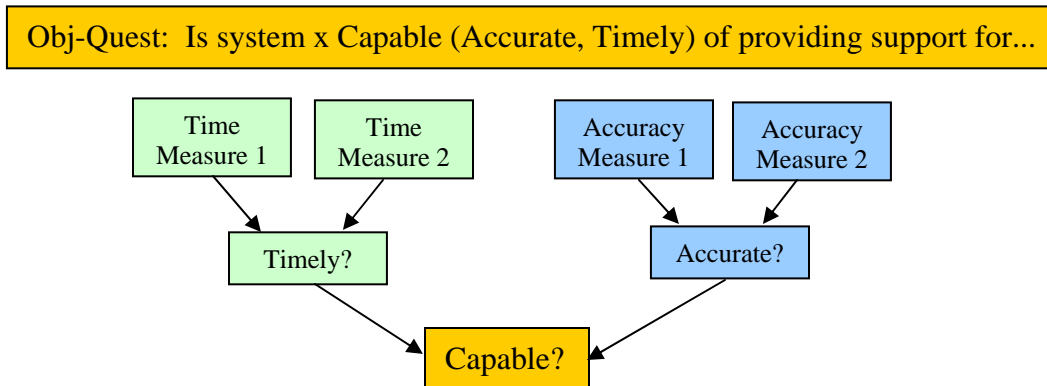 Obj-Quest: Is system x Capable (Accurate, Timely) of providing support for...
Time
Measure 1
Time
Measure 2
Accuracy
Measure 1
Accuracy
Measure 2
Timely?
Accurate?
Capable?